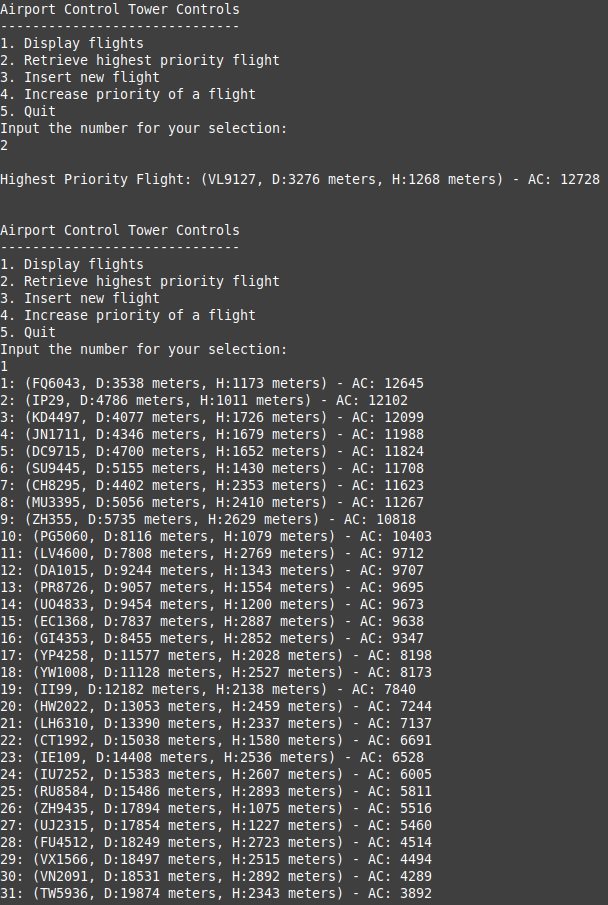 Airport Control Tower Controls
------------------------------
1. Display flights
2. Retrieve highest priority flight
3. Insert new flight
4. Increase priority of a flight
5. Quit
Input the number for your selection:
2
Highest Priority Flight: (VL9127, D:3276 meters, H:1268 meters) - AC: 12728
Airport Control Tower Controls
------------------------------
1. Display flights
2. Retrieve highest priority flight
3. Insert new flight
4. Increase priority of a flight
5. Quit
Input the number for your selection:
1
1: (FQ6043, D:3538 meters, H:1173 meters) - AC: 12645
2: (IP29, D:4786 meters, H:1011 meters) - AC: 12102
3: (KD4497, D:4077 meters, H:1726 meters) - AC: 12099
4: (JN1711, D:4346 meters, H:1679 meters) - AC: 11988
5: (DC9715, D:4700 meters, H:1652 meters) - AC: 11824
6: (SU9445, D:5155 meters, H:1430 meters) - AC: 11708
7: (CH8295, D:4402 meters, H:2353 meters) - AC: 11623
8: (MU3395, D:5056 meters, H:2410 meters) - AC: 11267
9: (ZH355, D:5735 meters, H:2629 meters) - AC: 10818
10: (PG5060, D:8116 meters, H:1079 meters) - AC: 10403
11: (LV4600, D:7808 meters, H:2769 meters) - AC: 9712
12: (DA1015, D:9244 meters, H:1343 meters) - AC: 9707
13: (PR8726, D:9057 meters, H:1554 meters) - AC: 9695
14: (UO4833, D:9454 meters, H:1200 meters) - AC: 9673
15: (EC1368, D:7837 meters, H:2887 meters) - AC: 9638
16: (GI4353, D:8455 meters, H:2852 meters) - AC: 9347
17: (YP4258, D:11577 meters, H:2028 meters) - AC: 8198
18: (YW1008, D:11128 meters, H:2527 meters) - AC: 8173
19: (II99, D:12182 meters, H:2138 meters) - AC: 7840
20: (HW2022, D:13053 meters, H:2459 meters) - AC: 7244
21: (LH6310, D:13390 meters, H:2337 meters) - AC: 7137
22: (CT1992, D:15038 meters, H:1580 meters) - AC: 6691
23: (IE109, D:14408 meters, H:2536 meters) - AC: 6528
24: (IU7252, D:15383 meters, H:2607 meters) - AC: 6005
25: (RU8584, D:15486 meters, H:2893 meters) - AC: 5811
26: (ZH9435, D:17894 meters, H:1075 meters) - AC: 5516
27: (UJ2315, D:17854 meters, H:1227 meters) - AC: 5460
28: (FU4512, D:18249 meters, H:2723 meters) - AC: 4514
29: (VX1566, D:18497 meters, H:2515 meters) - AC: 4494
30: (VN2091, D:18531 meters, H:2892 meters) - AC: 4289
31: (TW5936, D:19874 meters, H:2343 meters) - AC: 3892